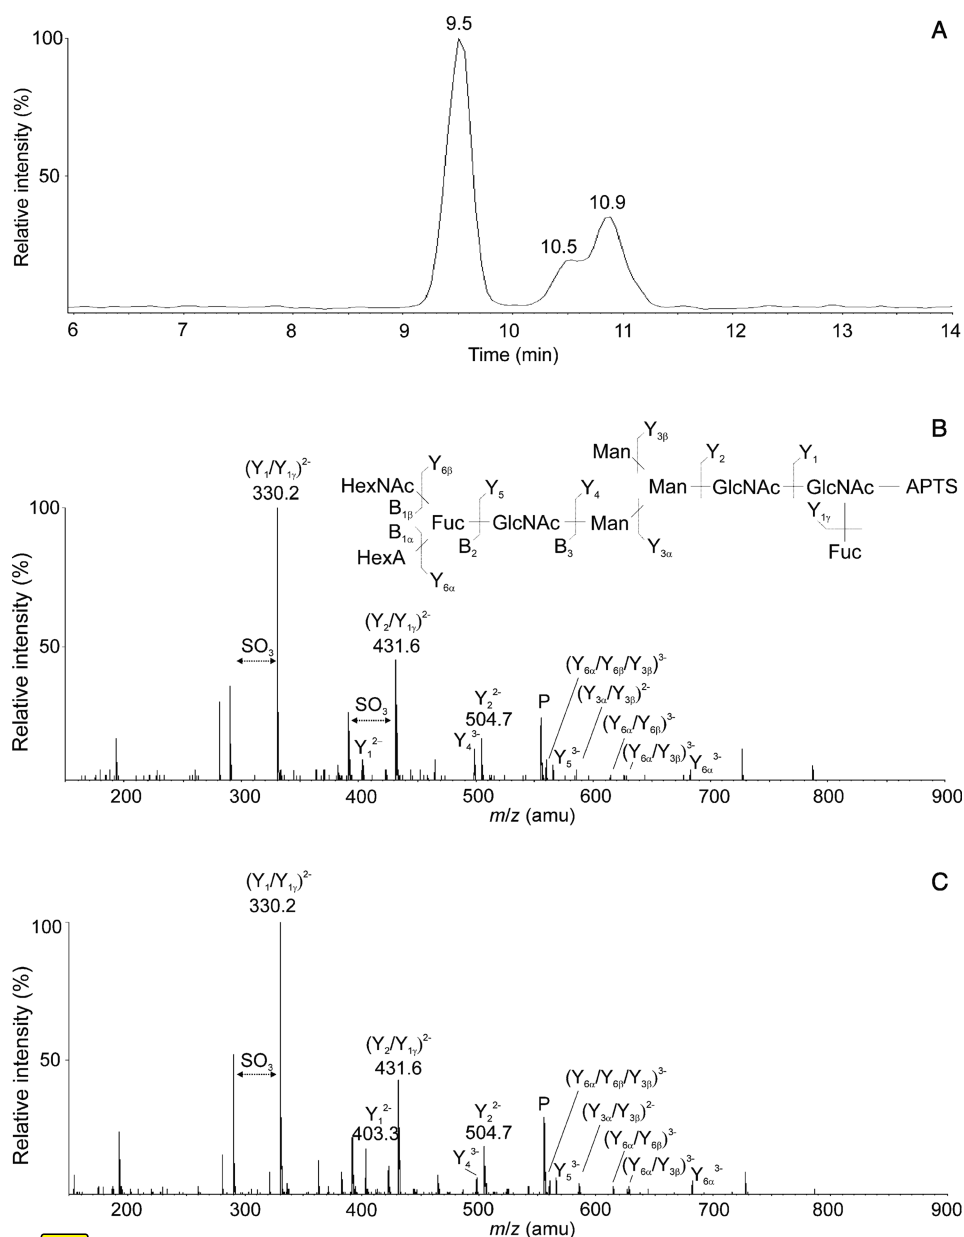 A
9.5
100
10.9
50
10.5
Relative intensity (%)
6 7 8 9 10 11 12 13 14
Time (min)
B
(Y1/Y1γ)2-
330.2
100
Y3β
Man
Y6β Y2 Y1
HexNAc Y5 Y4 Man GlcNAc GlcNAc APTS
B1β
Fuc GlcNAc Man Y1γ
B1α B2 B3 Y3α Fuc
HexA
Y6α
Relative intensity (%)
(Y2/Y1γ)2-
431.6
50
SO3
(Y6α/Y6β/Y3β)3-
Y2 2- P (Y3α/Y3β)2-
SO3 504.7 (Y6α/Y6β)3-
Y1 2- Y4 3- Y5 3- (Y6α/Y3β)3- Y6α 3-
200 300 400 500 600 700 800 900
m/z (amu)
C
(Y1/Y1γ)2-
330.2
100
Relative intensity (%)
(Y2/Y1γ)2-
431.6
50
SO3
(Y6α/Y6β/Y3β)3-
Y1 2- Y2 2- P (Y3α/Y3β)2-
403.3 504.7 (Y6α/Y6β)3-
Y4 3- Y5 3- (Y6α/Y3β)3- Y6α 3-
200 300 400 500 600 700 800 900
m/z (amu)